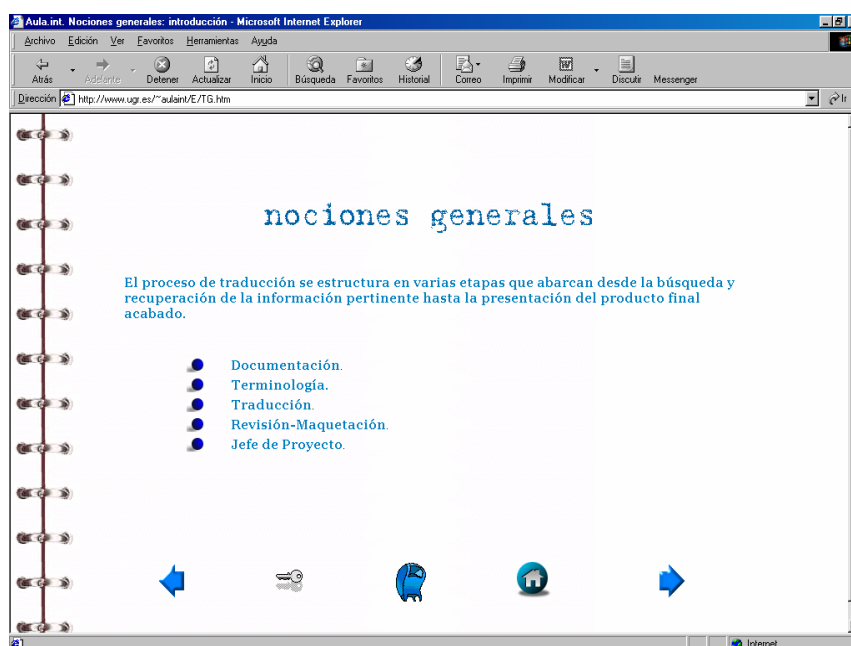 Aula.int. Nociones generales: introducción - Microsoft Internet Explorer
Archivo Edición Ver Favoritos Herramientas Ayuda
Atrás Adelante Detener Actualizar Inicio Búsqueda Favoritos Historial Correo Imprimir Modificar Discutir Messenger
Dirección http://www.ugr.es/~aulaint/E/TG.htm Ir
nociones generales
El proceso de traducción se estructura en varias etapas que abarcan desde la búsqueda y
recuperación de la información pertinente hasta la presentación del producto final
acabado.
Documentación.
Terminología.
Traducción.
Revisión-Maquetación.
Jefe de Proyecto.
Internet